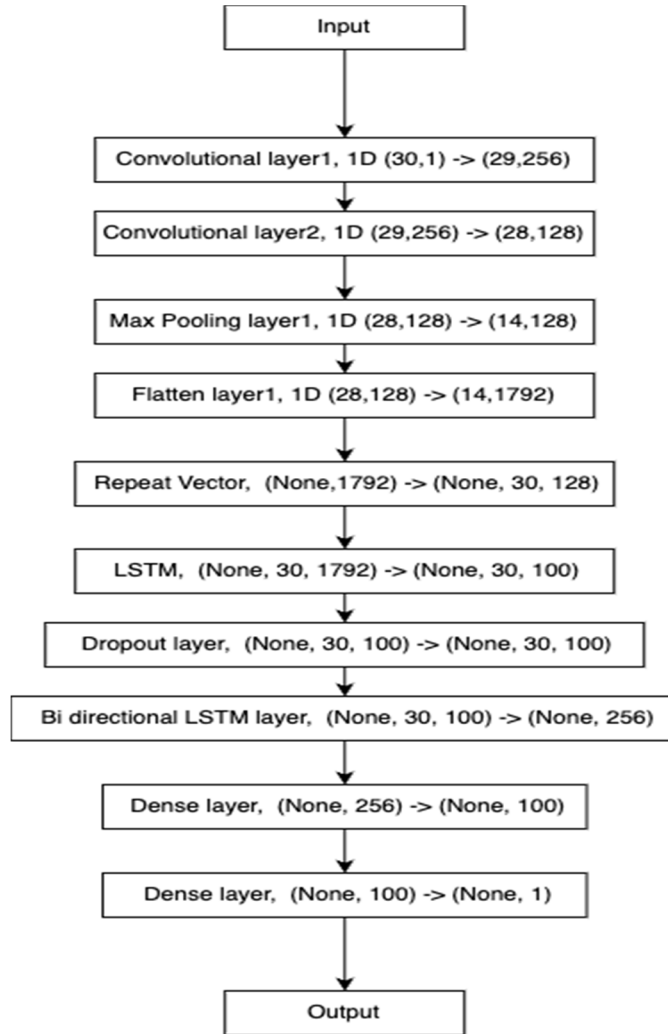 Input
Convolutional layer1, 1D (30,1) -> (29,256)
Convolutional layer2, 1D (29,256) -> (28,128)
Max Pooling layer1, 1D (28,128) -> (14,128)
Flatten layer1, 1D (28,128) -> (14,1792)
Repeat Vector, (None,1792) -> (None, 30, 128)
LSTM, (None, 30, 1792) -> (None, 30, 100)
Dropout layer, (None, 30, 100) -> (None, 30, 100)
Bi directional LSTM layer, (None, 30, 100) -> (None, 256)
Dense layer, (None, 256) -> (None, 100)
Dense layer, (None, 100) -> (None, 1)
Output